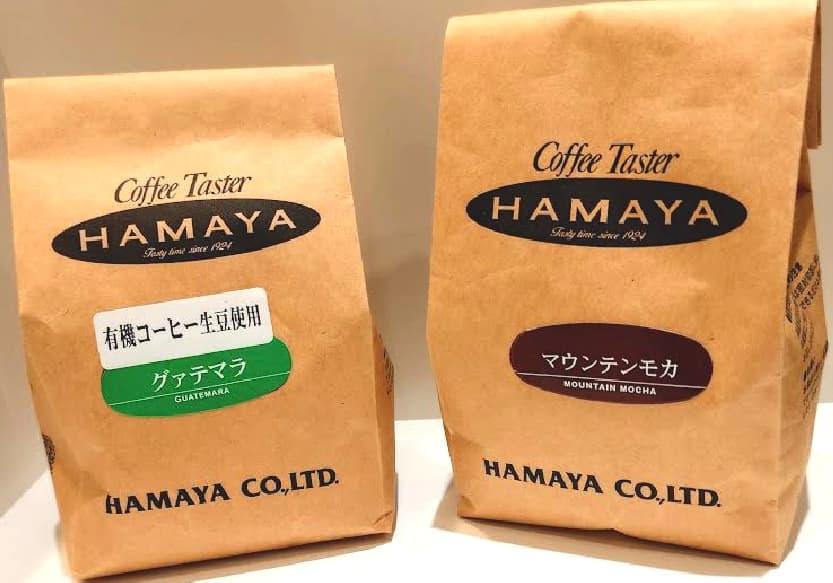 Coffee Taster
HAMAYA
Tasty time since 1924
有機コーヒー生豆使用
グァテマラ
GUATEMARA
HAMAYA CO.,LTD.
Coffee Taster
HAMAYA
Tasty time since 1924
マウンテンモカ
MOUNTAIN MOCHA
HAMAYA CO.,LTD.